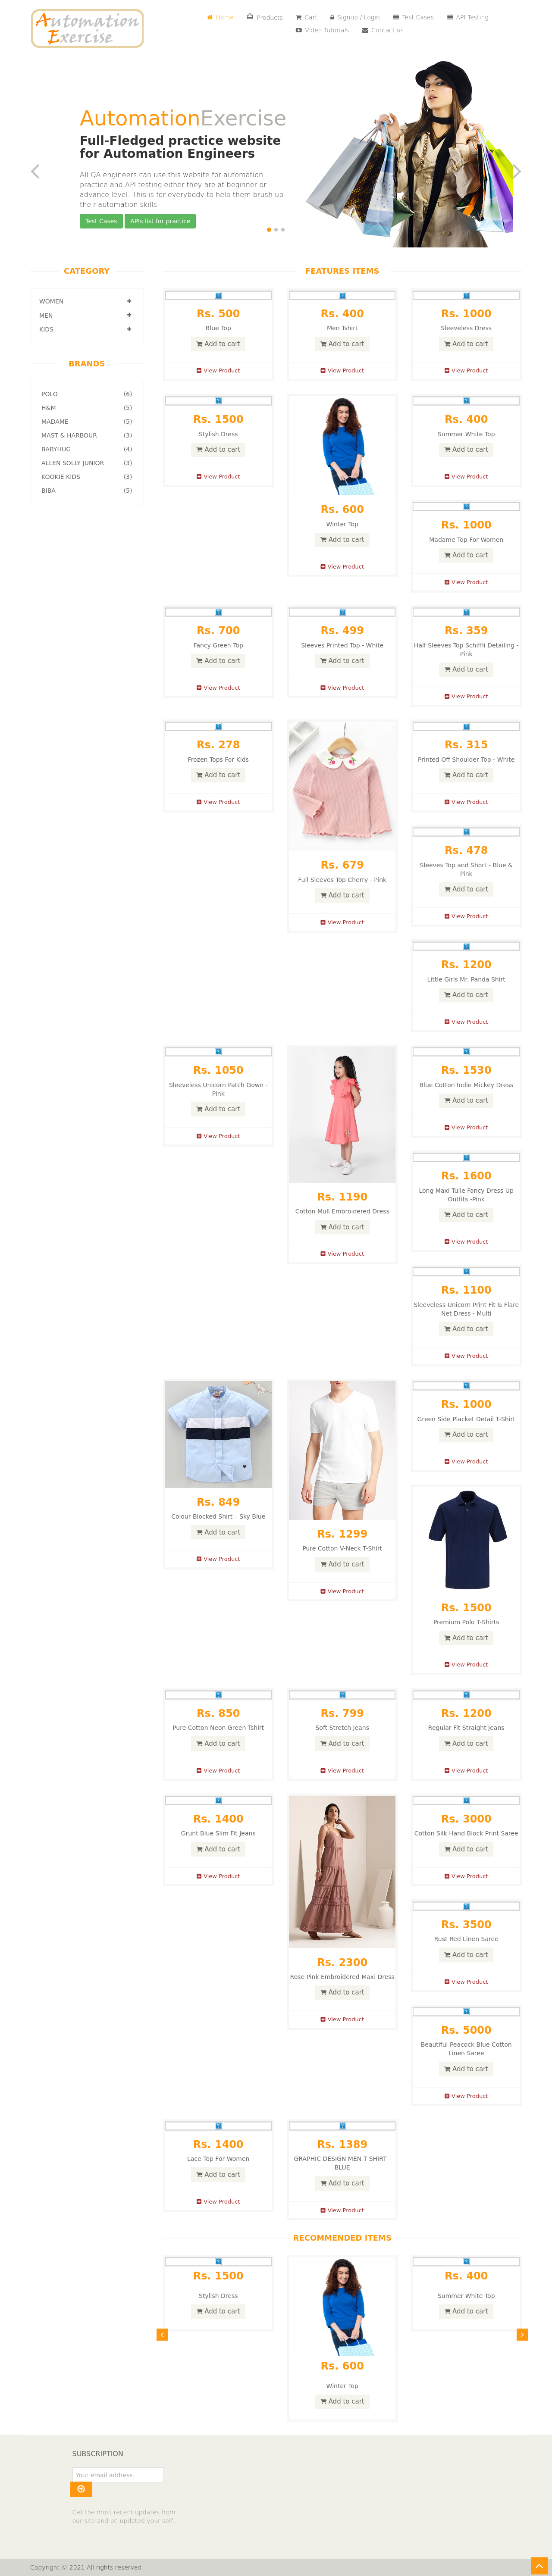 Automation
Exercise
Home
Products
Cart
Signup / Login
Test Cases
API Testing
Video Tutorials
Contact us
AutomationExercise
Full-Fledged practice website
for Automation Engineers
All QA engineers can use this website for automation
practice and API testing either they are at beginner or
advance level. This is for everybody to help them brush up
their automation skills.
Test Cases
APIs list for practice
CATEGORY
WOMEN
MEN
KIDS
BRANDS
POLO (6)
H&M (5)
MADAME (5)
MAST & HARBOUR (3)
BABYHUG (4)
ALLEN SOLLY JUNIOR (3)
KOOKIE KIDS (3)
BIBA (5)
FEATURES ITEMS
Rs. 500
Blue Top
Add to cart
View Product
Rs. 400
Men Tshirt
Add to cart
View Product
Rs. 1000
Sleeveless Dress
Add to cart
View Product
Rs. 1500
Stylish Dress
Add to cart
View Product
Rs. 600
Winter Top
Add to cart
View Product
Rs. 400
Summer White Top
Add to cart
View Product
Rs. 1000
Madame Top For Women
Add to cart
View Product
Rs. 700
Fancy Green Top
Add to cart
View Product
Rs. 499
Sleeves Printed Top - White
Add to cart
View Product
Rs. 359
Half Sleeves Top Schiffli Detailing -
Pink
Add to cart
View Product
Rs. 278
Frozen Tops For Kids
Add to cart
View Product
Rs. 679
Full Sleeves Top Cherry - Pink
Add to cart
View Product
Rs. 315
Printed Off Shoulder Top - White
Add to cart
View Product
Rs. 478
Sleeves Top and Short - Blue &
Pink
Add to cart
View Product
Rs. 1200
Little Girls Mr. Panda Shirt
Add to cart
View Product
Rs. 1050
Sleeveless Unicorn Patch Gown -
Pink
Add to cart
View Product
Rs. 1190
Cotton Mull Embroidered Dress
Add to cart
View Product
Rs. 1530
Blue Cotton Indie Mickey Dress
Add to cart
View Product
Rs. 1600
Long Maxi Tulle Fancy Dress Up
Outfits -Pink
Add to cart
View Product
Rs. 1100
Sleeveless Unicorn Print Fit & Flare
Net Dress - Multi
Add to cart
View Product
Rs. 849
Colour Blocked Shirt – Sky Blue
Add to cart
View Product
Rs. 1299
Pure Cotton V-Neck T-Shirt
Add to cart
View Product
Rs. 1000
Green Side Placket Detail T-Shirt
Add to cart
View Product
Rs. 1500
Premium Polo T-Shirts
Add to cart
View Product
Rs. 850
Pure Cotton Neon Green Tshirt
Add to cart
View Product
Rs. 799
Soft Stretch Jeans
Add to cart
View Product
Rs. 1200
Regular Fit Straight Jeans
Add to cart
View Product
Rs. 1400
Grunt Blue Slim Fit Jeans
Add to cart
View Product
Rs. 2300
Rose Pink Embroidered Maxi Dress
Add to cart
View Product
Rs. 3000
Cotton Silk Hand Block Print Saree
Add to cart
View Product
Rs. 3500
Rust Red Linen Saree
Add to cart
View Product
Rs. 5000
Beautiful Peacock Blue Cotton
Linen Saree
Add to cart
View Product
Rs. 1400
Lace Top For Women
Add to cart
View Product
Rs. 1389
GRAPHIC DESIGN MEN T SHIRT -
BLUE
Add to cart
View Product
RECOMMENDED ITEMS
Rs. 1500
Stylish Dress
Add to cart
Rs. 600
Winter Top
Add to cart
Rs. 400
Summer White Top
Add to cart
SUBSCRIPTION
Your email address
Get the most recent updates from
our site and be updated your self...
Copyright © 2021 All rights reserved